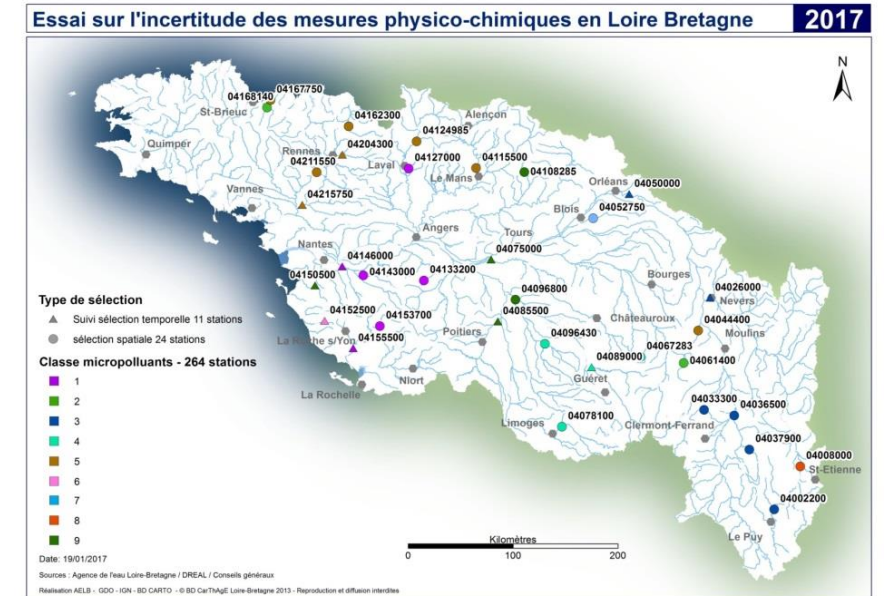 Essai sur l'incertitude des mesures physico-chimiques en Loire Bretagne 2017
N
04167750
04168140
St-Brieuc
04162300
Alençon
04124985
Quimper
Rennes
04204300
04211550
Laval
04127000
04115500
Le Mans
04108285
Vannes
04215750
Orléans
04050000
Blois
04052750
Angers
Tours
04075000
Nantes
04146000
04143000
04133200
04150500
Bourges
04026000
Nevers
04096800
04085500
04152500
04153700
Châteauroux
04044400
Moulins
La Roche s/Yon
04155500
Poitiers
04096430
04067283
04061400
04089000
Guéret
Niort
La Rochelle
04033300
04036500
Limoges
04078100
Clermont-Ferrand
04037900
04008000
St-Etienne
04002200
Le Puy
Type de sélection
Suivi sélection temporelle 11 stations
sélection spatiale 24 stations
Classe micropolluants - 264 stations
1
2
3
4
5
6
7
8
9
Kilomètres
0 100 200
Date: 19/01/2017
Sources : Agence de l'eau Loire-Bretagne / DREAL / Conseils généraux
Réalisation AELB - GDO - IGN - BD CARTO - © BD CarThAgE Loire-Bretagne 2013 - Reproduction et diffusion interdites